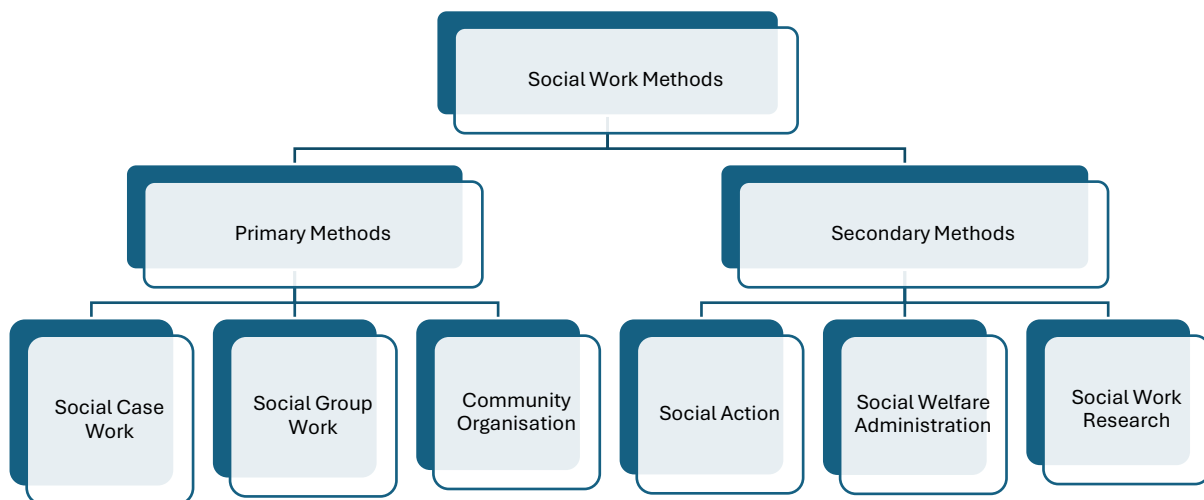 Social Work Methods
Primary Methods
Secondary Methods
Social Case
Work
Social Group
Work
Community
Organisation
Social Action
Social Welfare
Administration
Social Work
Research